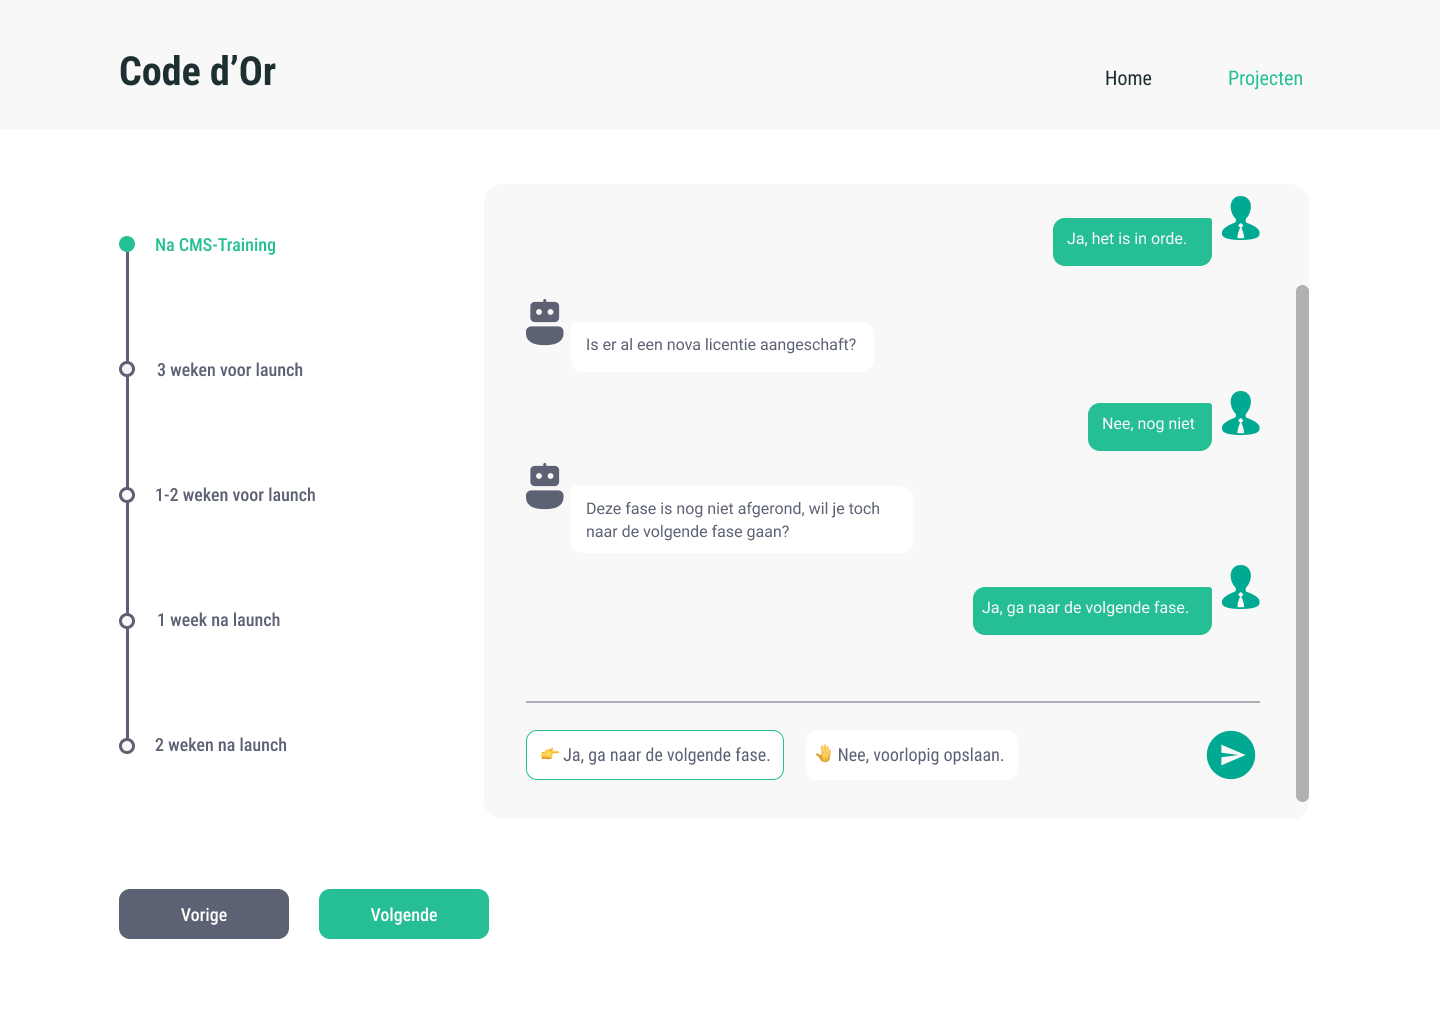 Code d’Or
Home
Projecten
Na CMS-Training
3 weken voor launch
1-2 weken voor launch
1 week na launch
2 weken na launch
Ja, het is in orde.
Is er al een nova licentie aangeschaft?
Nee, nog niet
Deze fase is nog niet afgerond, wil je toch
naar de volgende fase gaan?
Ja, ga naar de volgende fase.
👉 Ja, ga naar de volgende fase.
🤚 Nee, voorlopig opslaan.
Vorige
Volgende